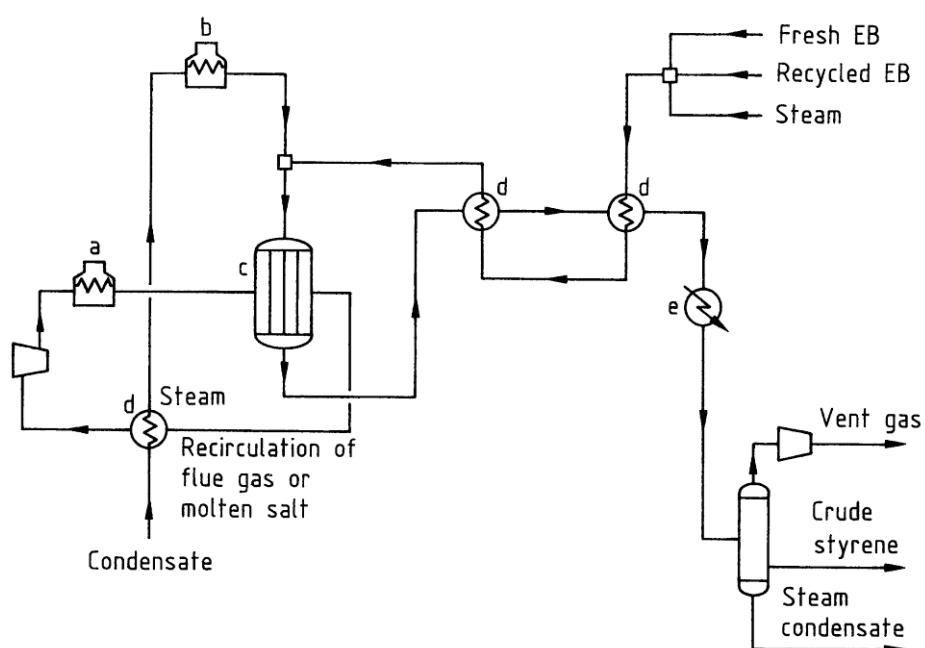 b
Fresh EB
Recycled EB
Steam
d
d
a
c
e
d
Steam
Recirculation of
flue gas or
molten salt
Condensate
Vent gas
Crude
styrene
Steam
condensate